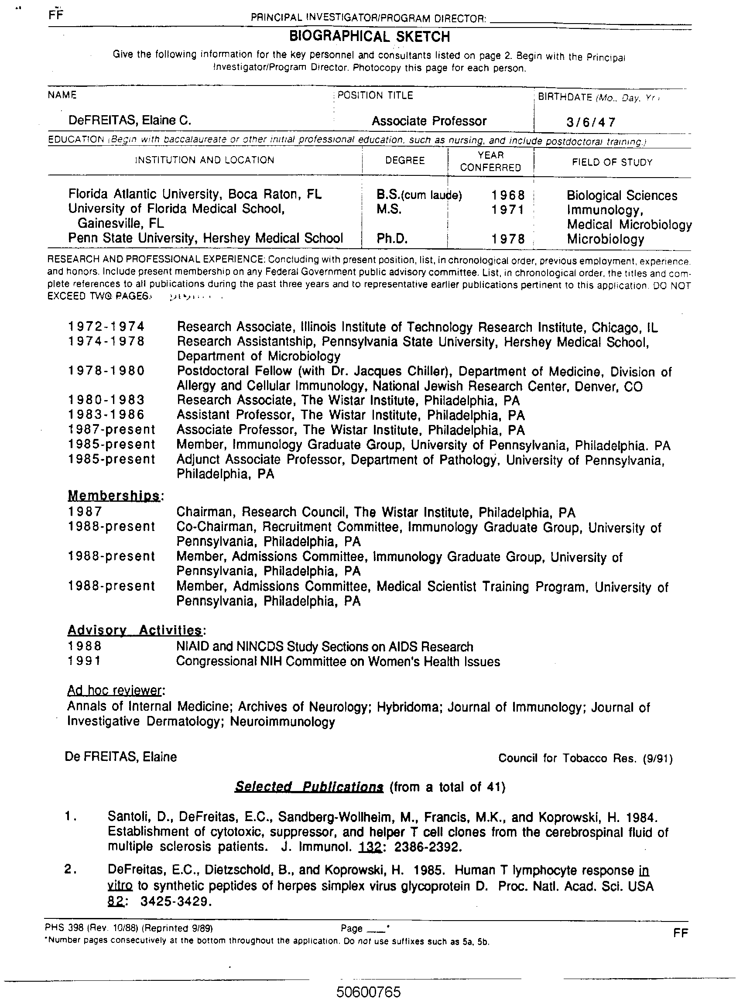 FF
PRINCIPAL INVESTIGATOR/PROGRAM DIRECTOR:
BIOGRAPHICAL SKETCH
Give the following information for the key personnel and consultants listed on page 2. Begin with the Principal
Investigator/Program Director. Photocopy this page for each person.
NAME POSITION TITLE BIRTHDATE (Mo., Day, Yr.)
DeFREITAS, Elaine C. Associate Professor 3/6/47
EDUCATION (Begin with baccalaureate or other initial professional education, such as nursing, and include postdoctoral training.)
INSTITUTION AND LOCATION DEGREE YEAR CONFERRED FIELD OF STUDY
Florida Atlantic University, Boca Raton, FL B.S.(cum laude) 1968 Biological Sciences
University of Florida Medical School, M.S. 1971 Immunology,
Gainesville, FL Medical Microbiology
Penn State University, Hershey Medical School Ph.D. 1978 Microbiology
RESEARCH AND PROFESSIONAL EXPERIENCE: Concluding with present position, list, in chronological order, previous employment, experience,
and honors. Include present membership on any Federal Government public advisory committee. List, in chronological order, the titles and com-
plete references to all publications during the past three years and to representative earlier publications pertinent to this application. DO NOT
EXCEED TWO PAGES.
1972-1974 Research Associate, Illinois Institute of Technology Research Institute, Chicago, IL
1974-1978 Research Assistantship, Pennsylvania State University, Hershey Medical School,
Department of Microbiology
1978-1980 Postdoctoral Fellow (with Dr. Jacques Chiller), Department of Medicine, Division of
Allergy and Cellular Immunology, National Jewish Research Center, Denver, CO
1980-1983 Research Associate, The Wistar Institute, Philadelphia, PA
1983-1986 Assistant Professor, The Wistar Institute, Philadelphia, PA
1987-present Associate Professor, The Wistar Institute, Philadelphia, PA
1985-present Member, Immunology Graduate Group, University of Pennsylvania, Philadelphia. PA
1985-present Adjunct Associate Professor, Department of Pathology, University of Pennsylvania,
Philadelphia, PA
Memberships:
1987 Chairman, Research Council, The Wistar Institute, Philadelphia, PA
1988-present Co-Chairman, Recruitment Committee, Immunology Graduate Group, University of
Pennsylvania, Philadelphia, PA
1988-present Member, Admissions Committee, Immunology Graduate Group, University of
Pennsylvania, Philadelphia, PA
1988-present Member, Admissions Committee, Medical Scientist Training Program, University of
Pennsylvania, Philadelphia, PA
Advisory Activities:
1988 NIAID and NINCDS Study Sections on AIDS Research
1991 Congressional NIH Committee on Women's Health Issues
Ad hoc reviewer:
Annals of Internal Medicine; Archives of Neurology; Hybridoma; Journal of Immunology; Journal of
Investigative Dermatology; Neuroimmunology
De FREITAS, Elaine Council for Tobacco Res. (9/91)
Selected Publications (from a total of 41)
1. Santoli, D., DeFreitas, E.C., Sandberg-Wollheim, M., Francis, M.K., and Koprowski, H. 1984.
Establishment of cytotoxic, suppressor, and helper T cell clones from the cerebrospinal fluid of
multiple sclerosis patients. J. Immunol. 132: 2386-2392.
2. DeFreitas, E.C., Dietzschold, B., and Koprowski, H. 1985. Human T lymphocyte response in
vitro to synthetic peptides of herpes simplex virus glycoprotein D. Proc. Natl. Acad. Sci. USA
82: 3425-3429.
PHS 398 (Rev. 10/88) (Reprinted 9/89) Page ___* FF
*Number pages consecutively at the bottom throughout the application. Do not use suffixes such as 5a, 5b.
50600765